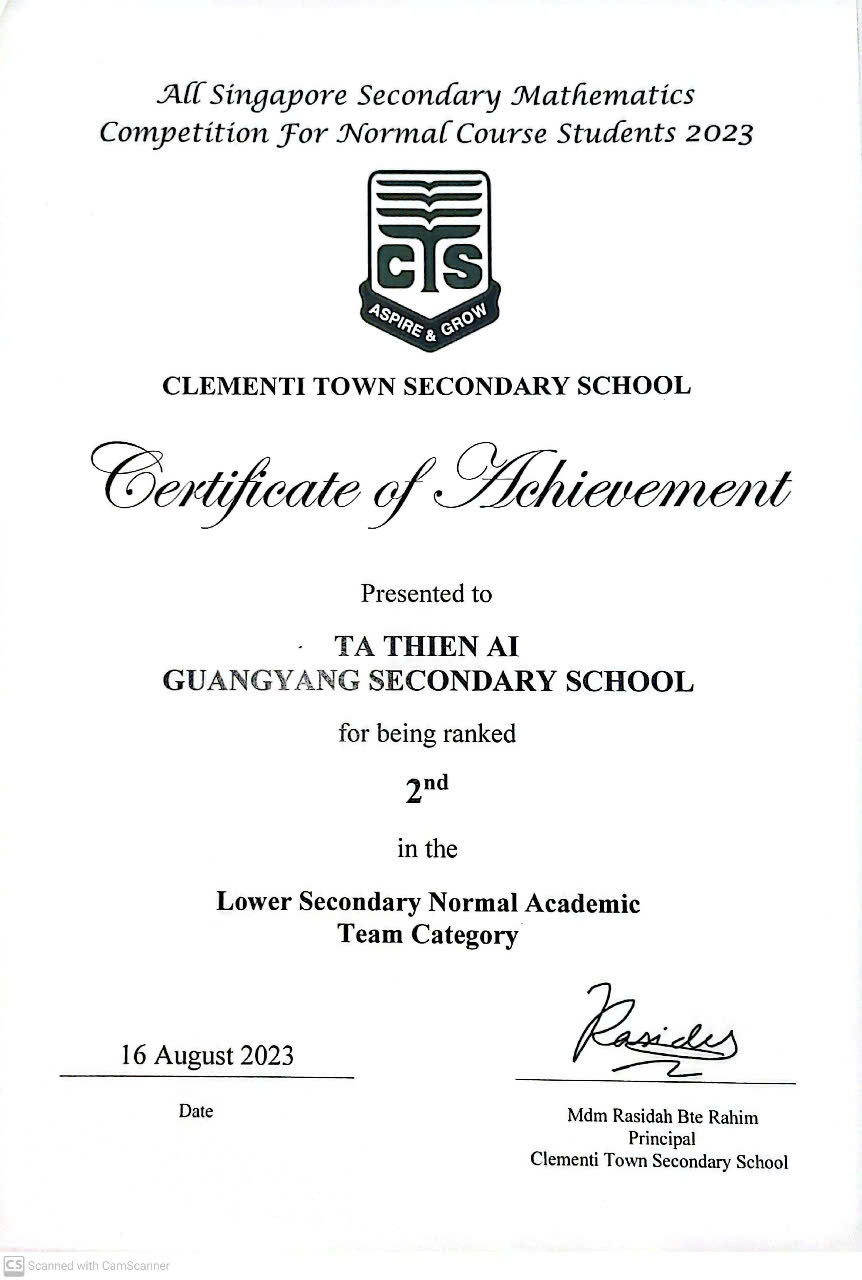 All Singapore Secondary Mathematics
Competition For Normal Course Students 2023
CTS
ASPIRE & GROW
CLEMENTI TOWN SECONDARY SCHOOL
Certificate of Achievement
Presented to
TA THIEN AI
GUANGYANG SECONDARY SCHOOL
for being ranked
2nd
in the
Lower Secondary Normal Academic
Team Category
16 August 2023
Date
Rasidah
Mdm Rasidah Bte Rahim
Principal
Clementi Town Secondary School
CS Scanned with CamScanner